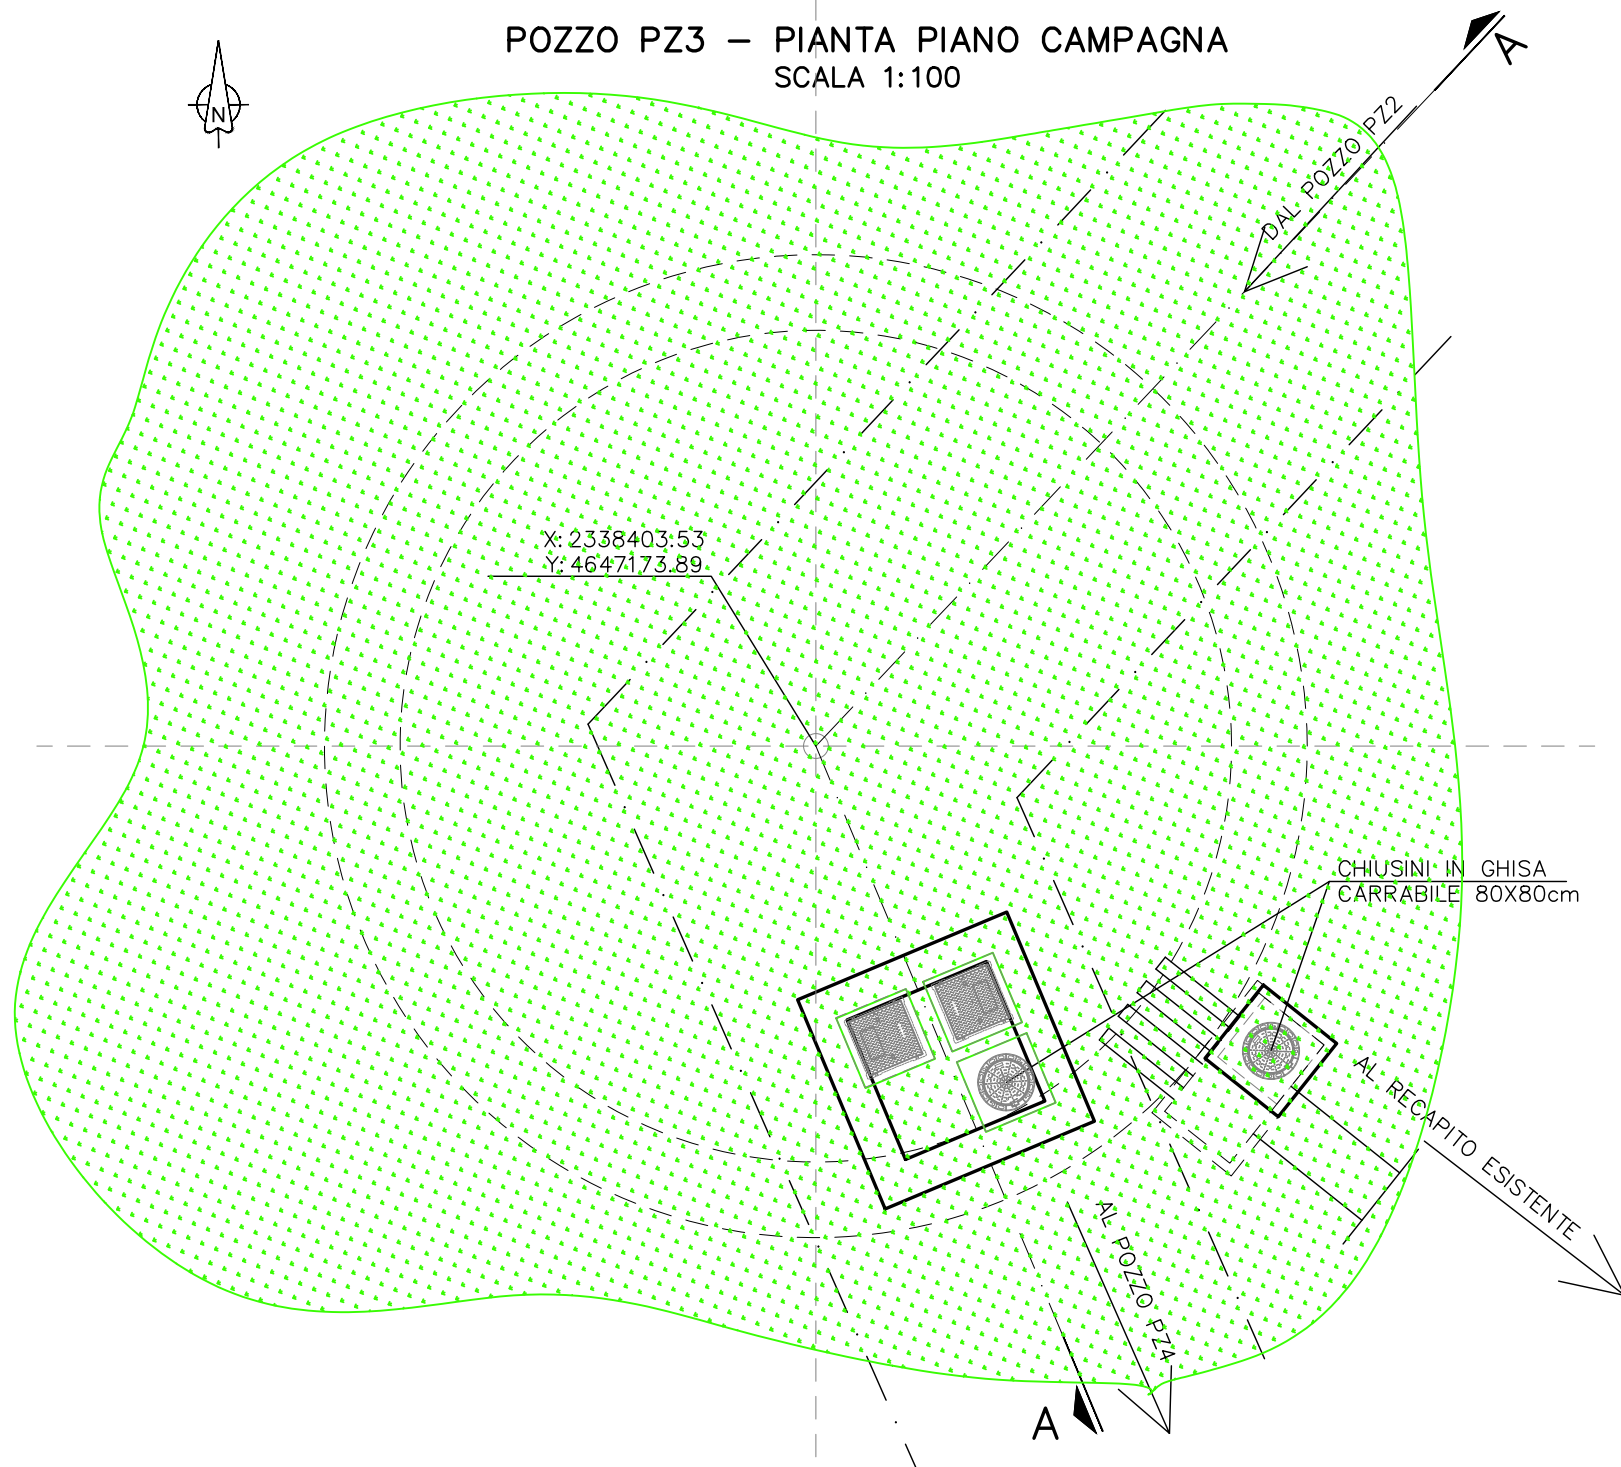 POZZO PZ3 – PIANTA PIANO CAMPAGNA
SCALA 1:100
N
A
DAL POZZO PZ2
X: 2338403.53
Y: 4647173.89
CHIUSINI IN GHISA
CARRABILE 80X80cm
AL RECAPITO ESISTENTE
AL POZZO PZ4
A